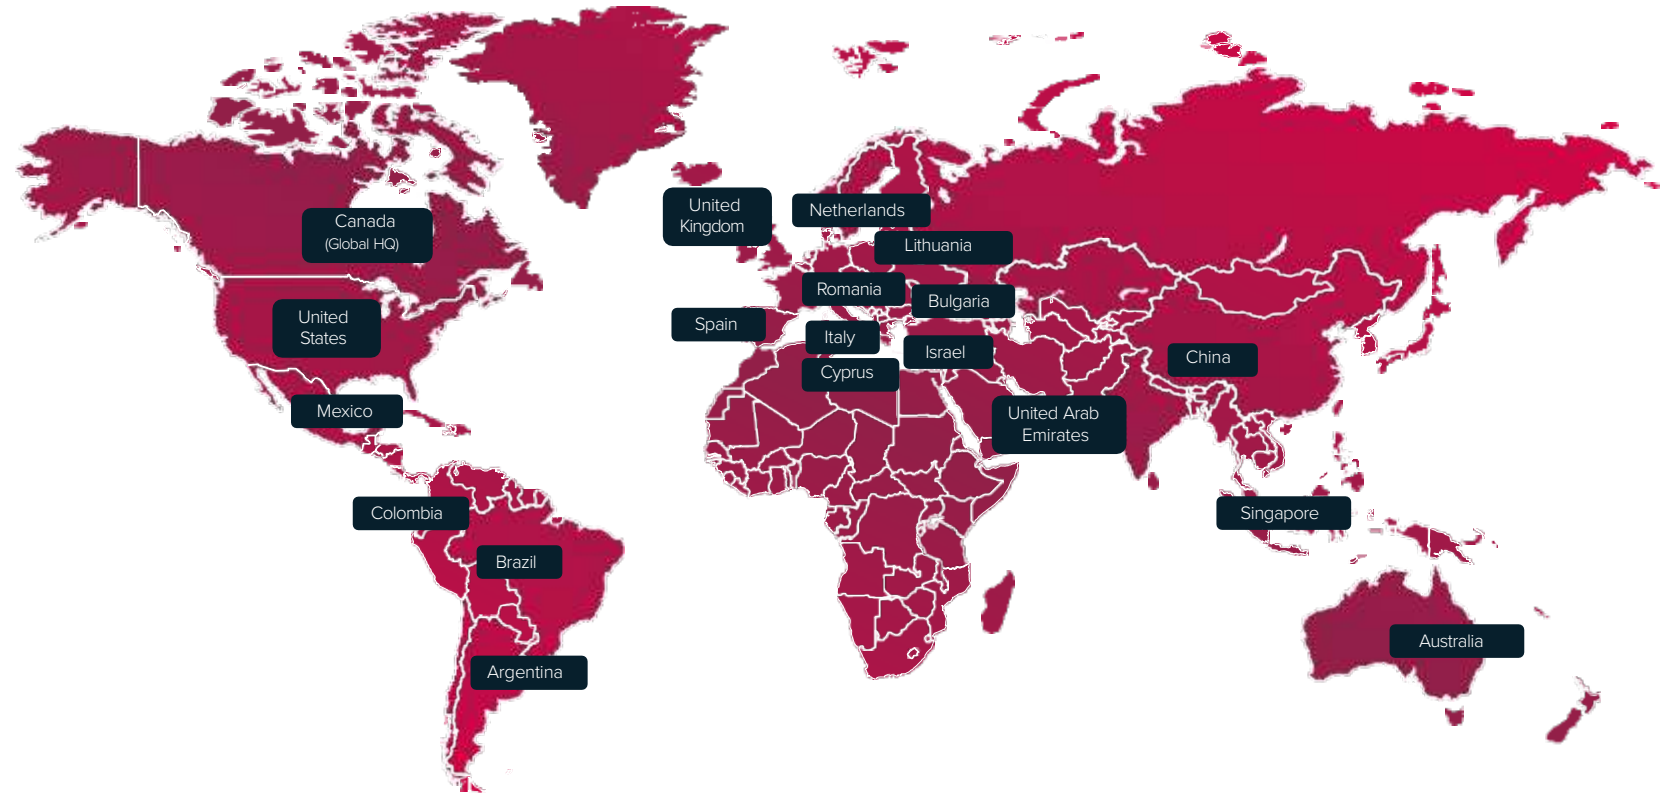 United
Kingdom
Netherlands
Canada
(Global HQ)
Lithuania
Romania
Bulgaria
United
States
Spain
Italy
Israel
China
Cyprus
Mexico
United Arab
Emirates
Colombia
Singapore
Brazil
Australia
Argentina